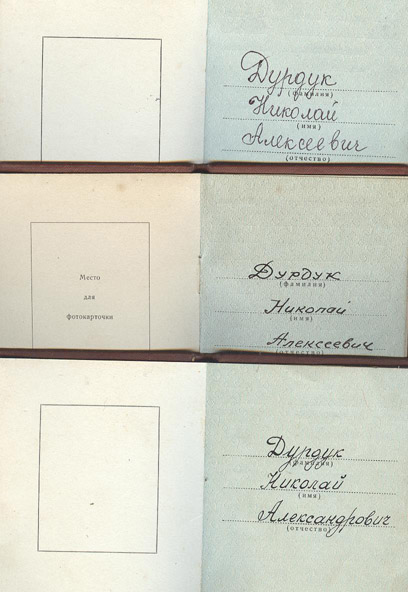 Дурдук
(фамилия)
Николай
(имя)
Алексеевич
(отчество)
Место
для
фотокарточки
Дурдук
(фамилия)
Николай
(имя)
Алексеевич
(отчество)
Дурдук
(фамилия)
Николай
(имя)
Александрович
(отчество)